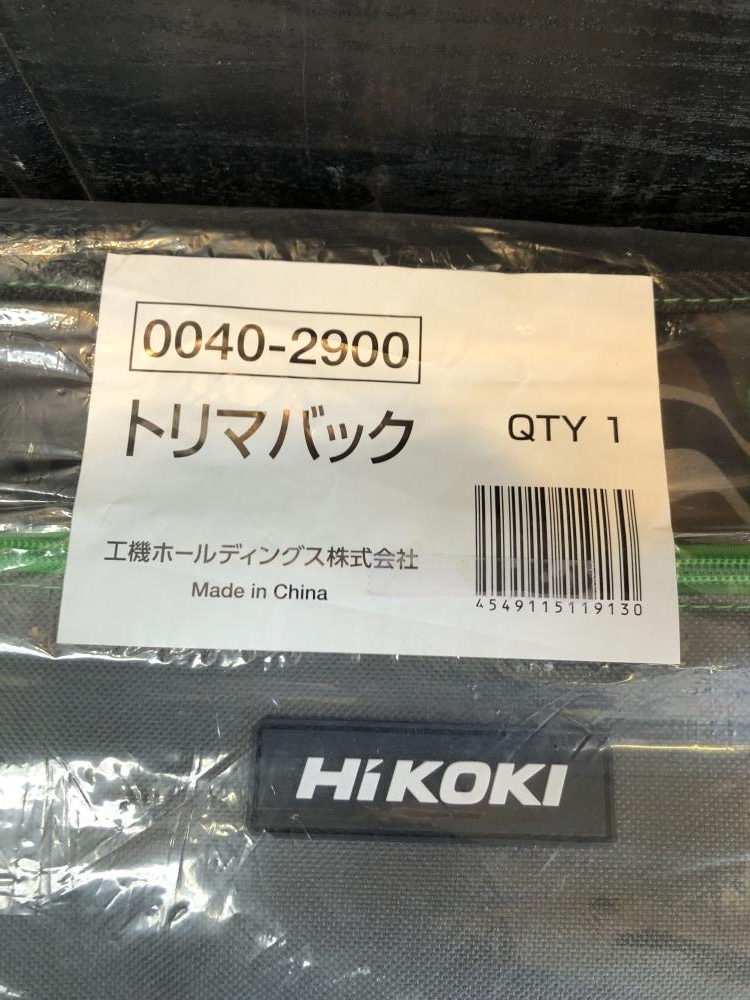 0040-2900
トリマバック
QTY 1
工機ホールディングス株式会社
Made in China
4549115119130
HiKOKI